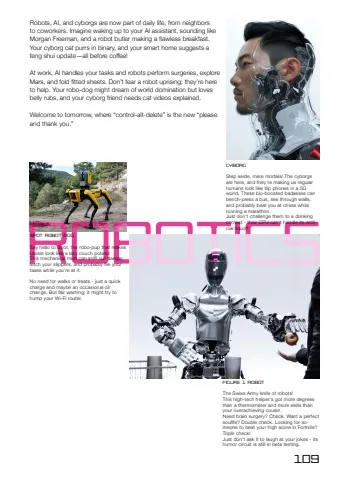 Robots, AI, and cyborgs are now part of daily life, from neighbors
to coworkers. Imagine waking up to your AI assistant, sounding like
Morgan Freeman, and a robot butler making a flawless breakfast.
Your cyborg cat purrs in binary, and your smart home suggests a
feng shui update—all before coffee!
At work, AI handles your tasks and robots perform surgeries, explore
Mars, and fold fitted sheets. Don't fear a robot uprising; they're here
to help. Your robo-dog might dream of world domination but loves
belly rubs, and your cyborg friend needs cat videos explained.
Welcome to tomorrow, where "control-alt-delete" is the new "please
and thank you."
CYBORG
Step aside, mere mortals! The cyborgs
are here, and they're making us regular
humans look like flip phones in a 5G
world. These bio-boosted badasses can
bench-press a bus, see through walls,
and probably beat you at chess while
running a marathon.
Just don't challenge them to a drinking
ROBOTICS
SPOT ROBOT DOG
Say hello to Spot, the robo-pup that makes
look like a lazy couch potato!
This mechanical mutt can
fetch your slippers, and probably file your
taxes while you're at it.
No need for walks or treats - just a quick
charge and maybe an occasional oil
change. But fair warning: it might try to
hump your Wi-Fi router.
FIGURE 1 ROBOT
The Swiss Army knife of robots!
This high-tech helper's got more degrees
than a thermometer and more skills than
your overachieving cousin.
Need brain surgery? Check. Want a perfect
soufflé? Double check. Looking for so-
meone to beat your high score in Fortnite?
Triple check!
Just don't ask it to laugh at your jokes - its
humor circuit is still in beta testing.
109